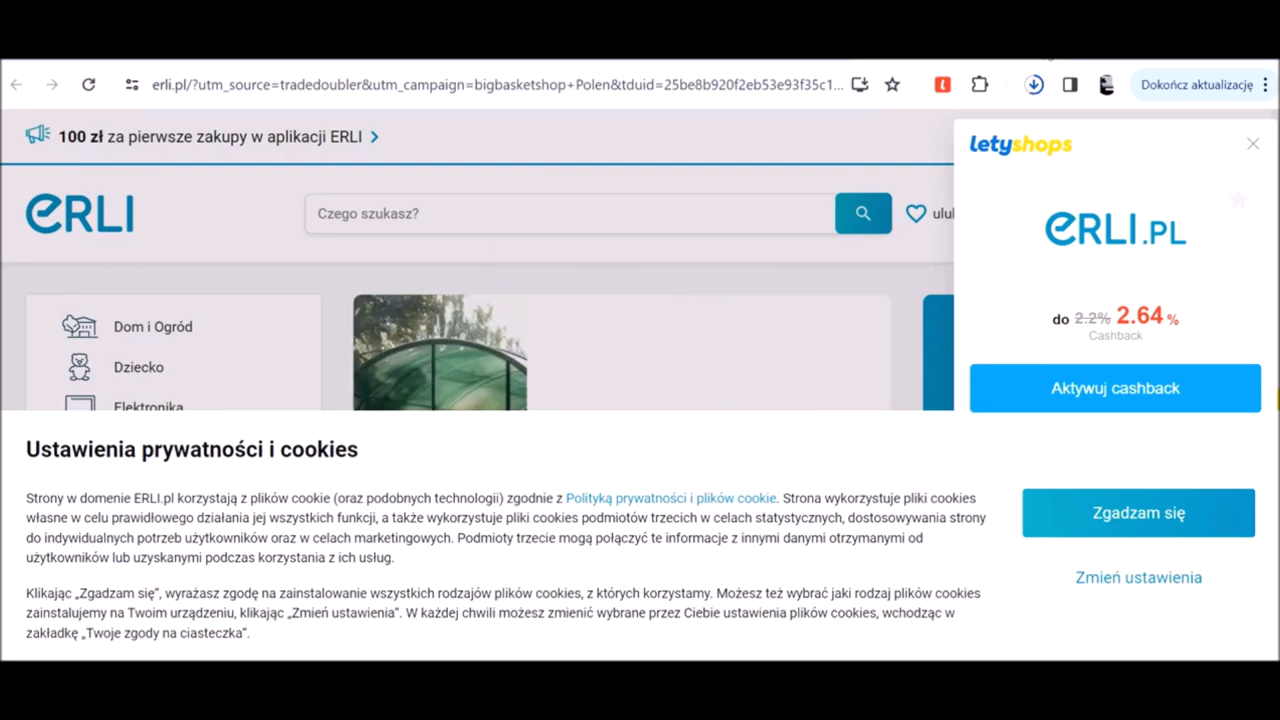 erli.pl/?utm_source=tradedoubler&utm_campaign=bigbasketshop+Polen&tduid=25be8b920f2eb53e93f35c1...
Dokończ aktualizację
100 zł za pierwsze zakupy w aplikacji ERLI
letyshops
ERLI
Czego szukasz?
ulul
ERLI.PL
do 2.2% 2.64 %
Cashback
Aktywuj cashback
Dom i Ogród
Dziecko
Elektronika
Ustawienia prywatności i cookies
Strony w domenie ERLI.pl korzystają z plików cookie (oraz podobnych technologii) zgodnie z Polityką prywatności i plików cookie. Strona wykorzystuje pliki cookies
własne w celu prawidłowego działania jej wszystkich funkcji, a także wykorzystuje pliki cookies podmiotów trzecich w celach statystycznych, dostosowywania strony
do indywidualnych potrzeb użytkowników oraz w celach marketingowych. Podmioty trzecie mogą połączyć te informacje z innymi danymi otrzymanymi od
użytkowników lub uzyskanymi podczas korzystania z ich usług.
Klikając „Zgadzam się”, wyrażasz zgodę na zainstalowanie wszystkich rodzajów plików cookies, z których korzystamy. Możesz też wybrać jaki rodzaj plików cookies
zainstalujemy na Twoim urządzeniu, klikając „Zmień ustawienia”. W każdej chwili możesz zmienić wybrane przez Ciebie ustawienia plików cookies, wchodząc w
zakładkę „Twoje zgody na ciasteczka”.
Zgadzam się
Zmień ustawienia